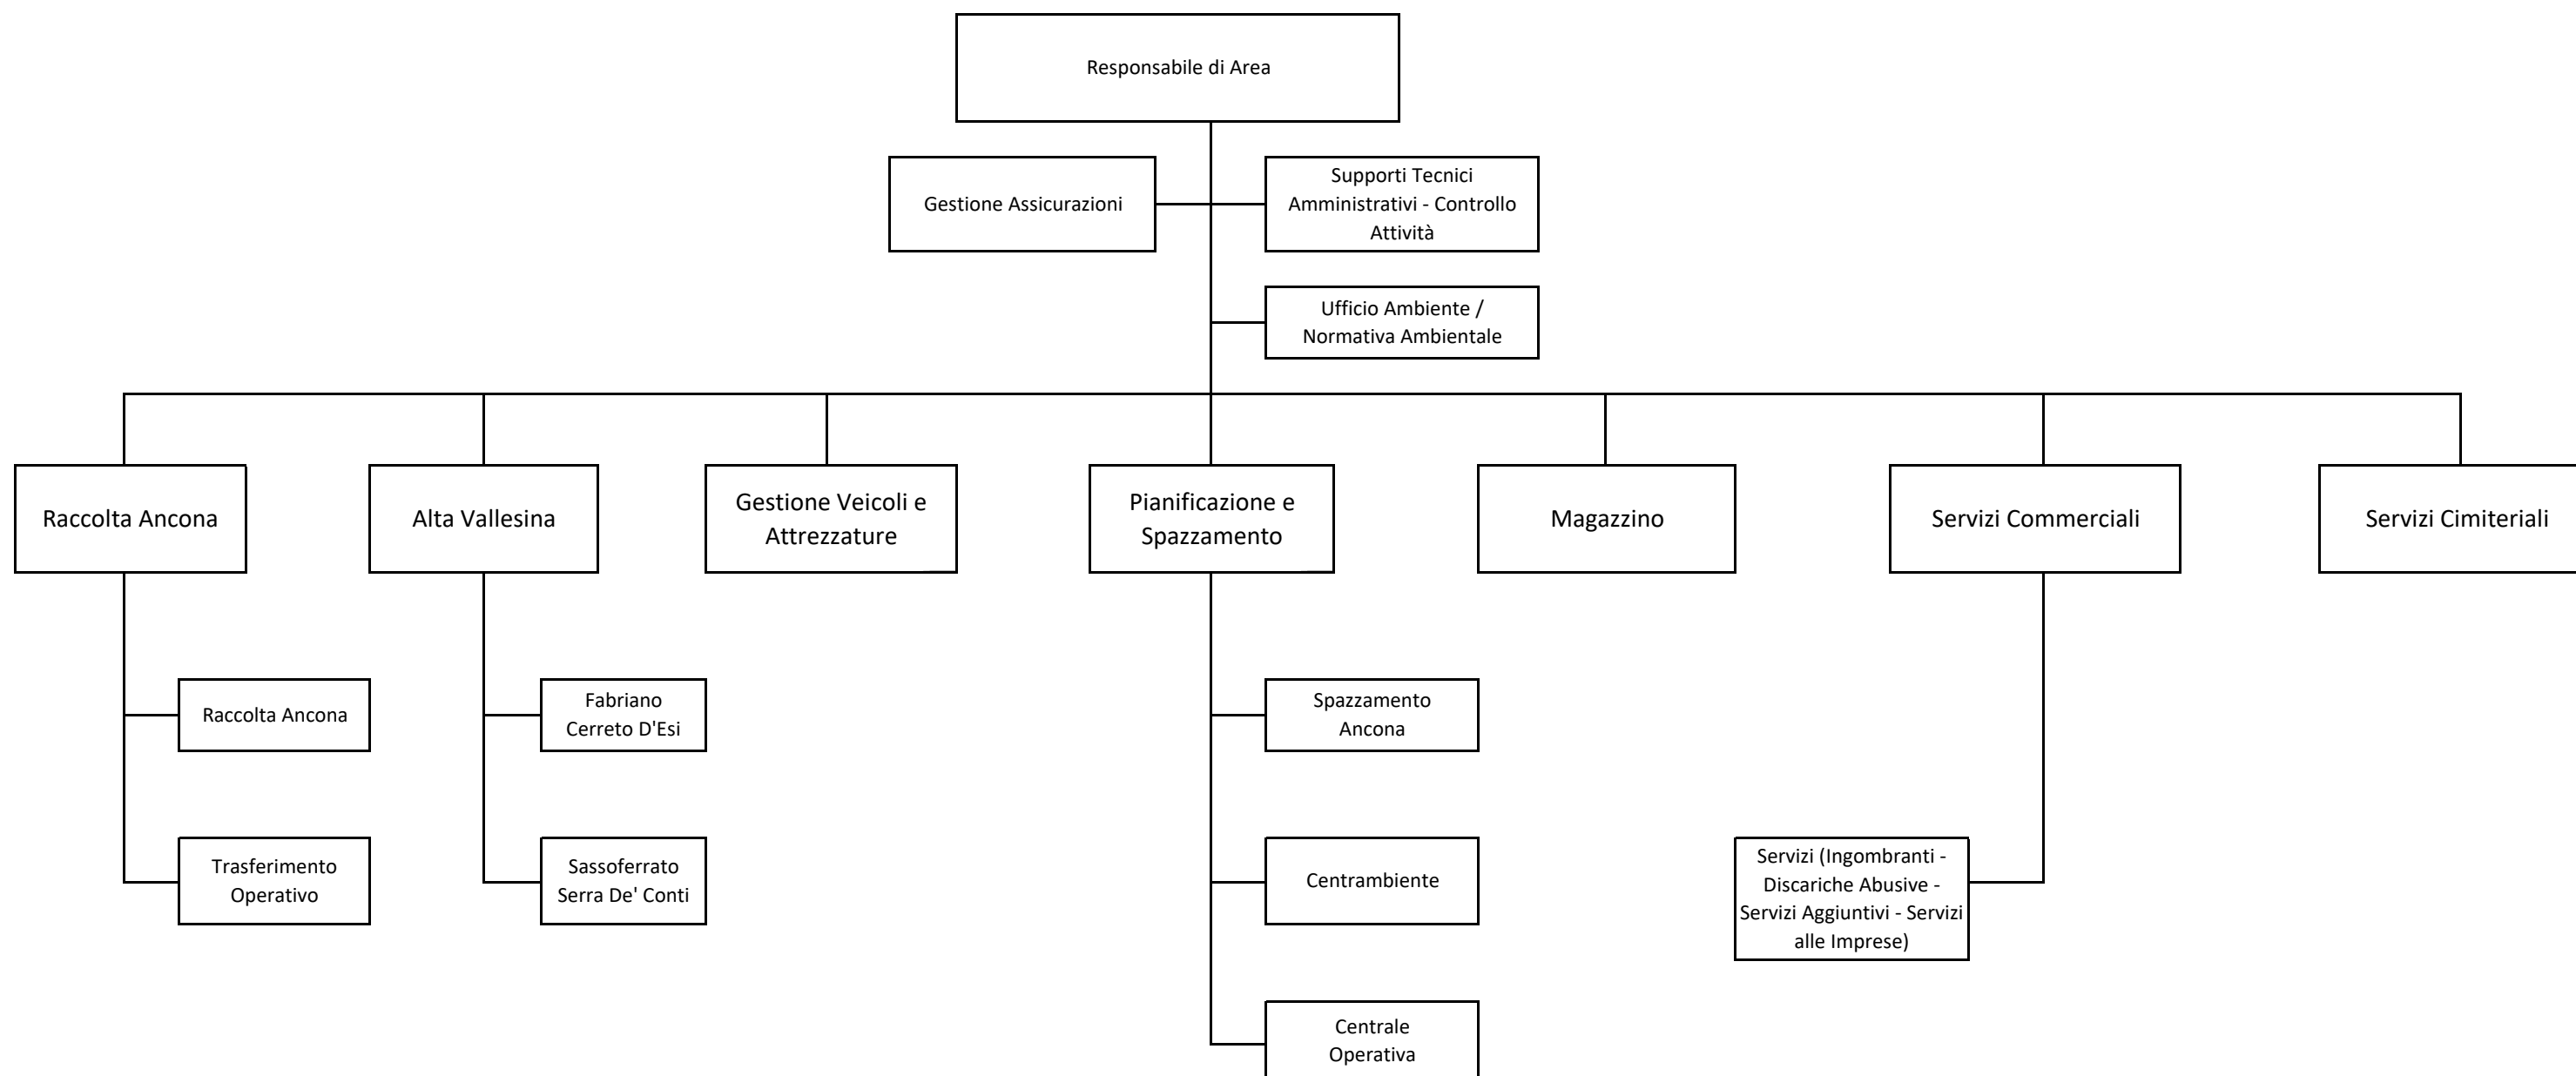 Responsabile di Area
Gestione Assicurazioni
Supporti Tecnici
Amministrativi - Controllo
Attività
Ufficio Ambiente /
Normativa Ambientale
Raccolta Ancona
Alta Vallesina
Gestione Veicoli e
Attrezzature
Pianificazione e
Spazzamento
Magazzino
Servizi Commerciali
Servizi Cimiteriali
Raccolta Ancona
Fabriano
Cerreto D'Esi
Spazzamento
Ancona
Trasferimento
Operativo
Sassoferrato
Serra De' Conti
Centrambiente
Servizi (Ingombranti -
Discariche Abusive -
Servizi Aggiuntivi - Servizi
alle Imprese)
Centrale
Operativa